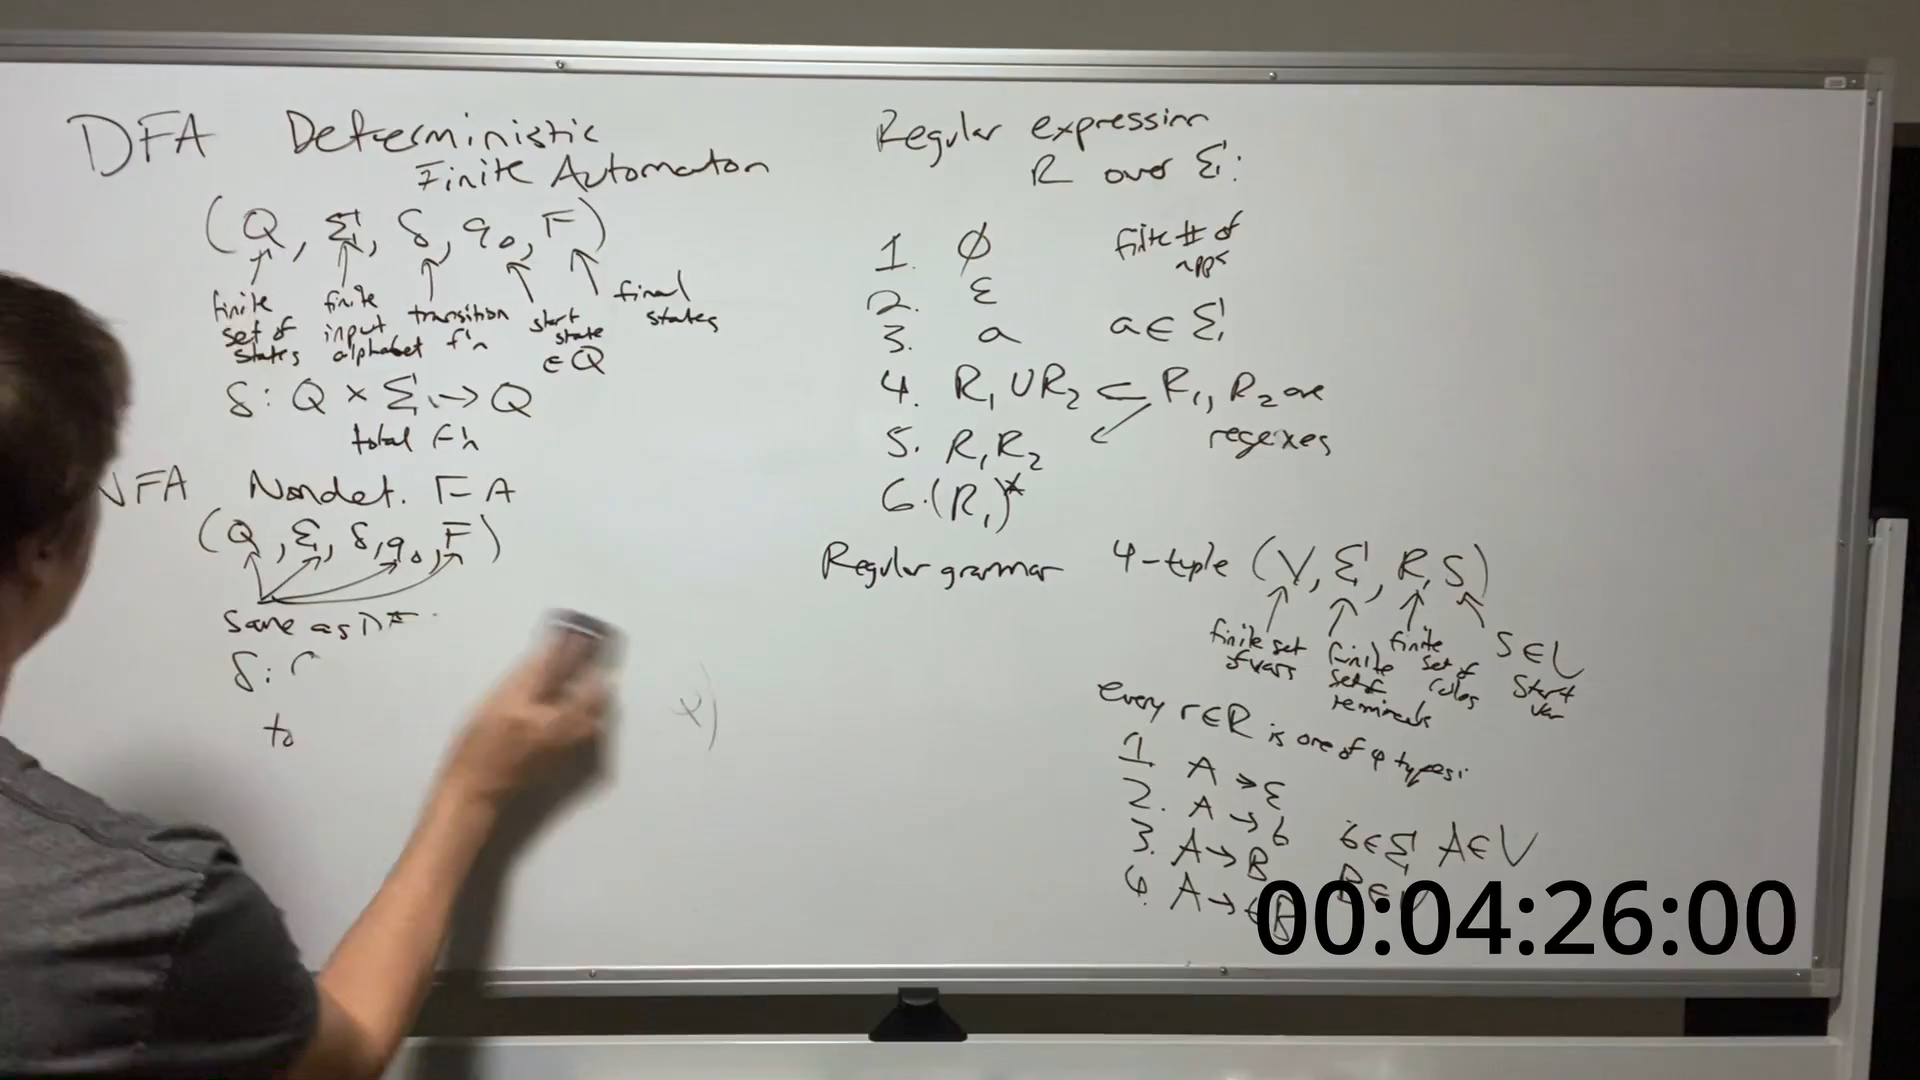 DFA Deterministic
Finite Automaton
(Q, Σ, δ, q₀, F)
finite set of states
finite input alphabet
transition f'n
start state ∈ Q
final states
δ: Q × Σ → Q
total f'n
NFA Nondet. FA
(Q, Σ, δ, q₀, F)
same as DF
δ: (
to
Regular expression
R over Σ:
1. ∅
finite # of apps
2. ε
3. a a ∈ Σ
4. R₁ ∪ R₂ R₁, R₂ are
regexes
5. R₁R₂
6. (R₁)*
Regular grammar 4-tuple (V, Σ, R, S)
finite set of vars
finite set of terminals
finite set of rules
S ∈ V
start var
every r ∈ R is one of 4 types:
1. A → ε
2. A → b
3. A → B b ∈ Σ A ∈ V
4. A → B B ∈ V
00:04:26:00